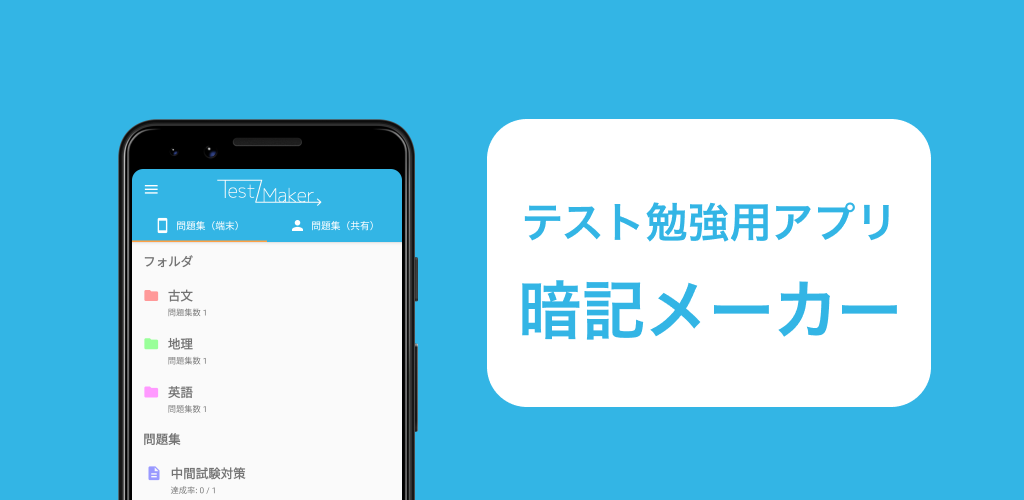 Test Maker
問題集（端末）
問題集（共有）
フォルダ
古文
問題集数 1
地理
問題集数 1
英語
問題集数 1
問題集
中間試験対策
達成率: 0 / 1
テスト勉強用アプリ
暗記メーカー